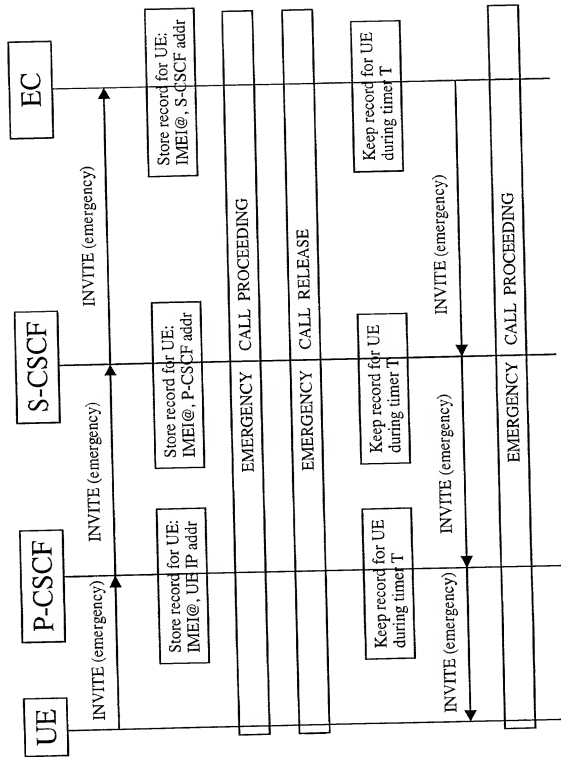 UE
P-CSCF
S-CSCF
EC
INVITE (emergency)
INVITE (emergency)
INVITE (emergency)
Store record for UE:
IMEI@, UE IP addr
Store record for UE:
IMEI@, P-CSCF addr
Store record for UE:
IMEI@, S-CSCF addr
EMERGENCY CALL PROCEEDING
EMERGENCY CALL RELEASE
Keep record for UE
during timer T
Keep record for UE
during timer T
Keep record for UE
during timer T
INVITE (emergency)
INVITE (emergency)
INVITE (emergency)
EMERGENCY CALL PROCEEDING